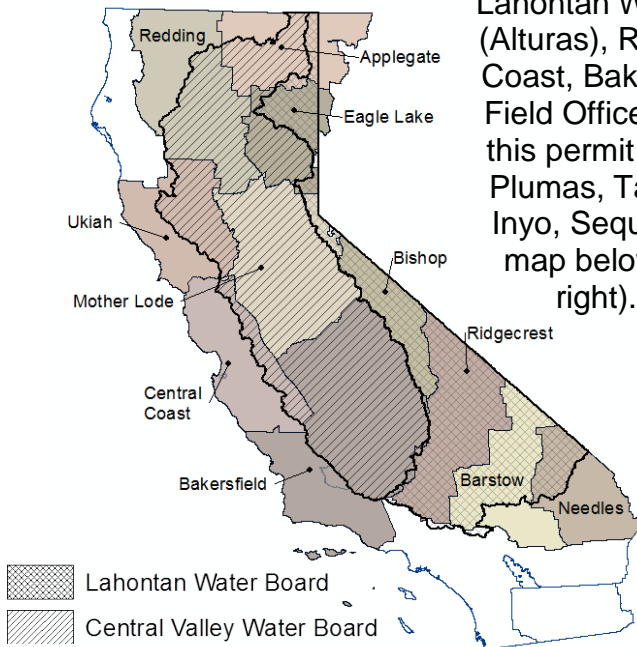 Lahontan W
(Alturas), R
Coast, Bak
Field Office
this permit
Plumas, Ta
Inyo, Sequ
map below
right).
Redding
Applegate
Eagle Lake
Ukiah
Bishop
Mother Lode
Ridgecrest
Central
Coast
Bakersfield
Barstow
Needles
Lahontan Water Board
Central Valley Water Board